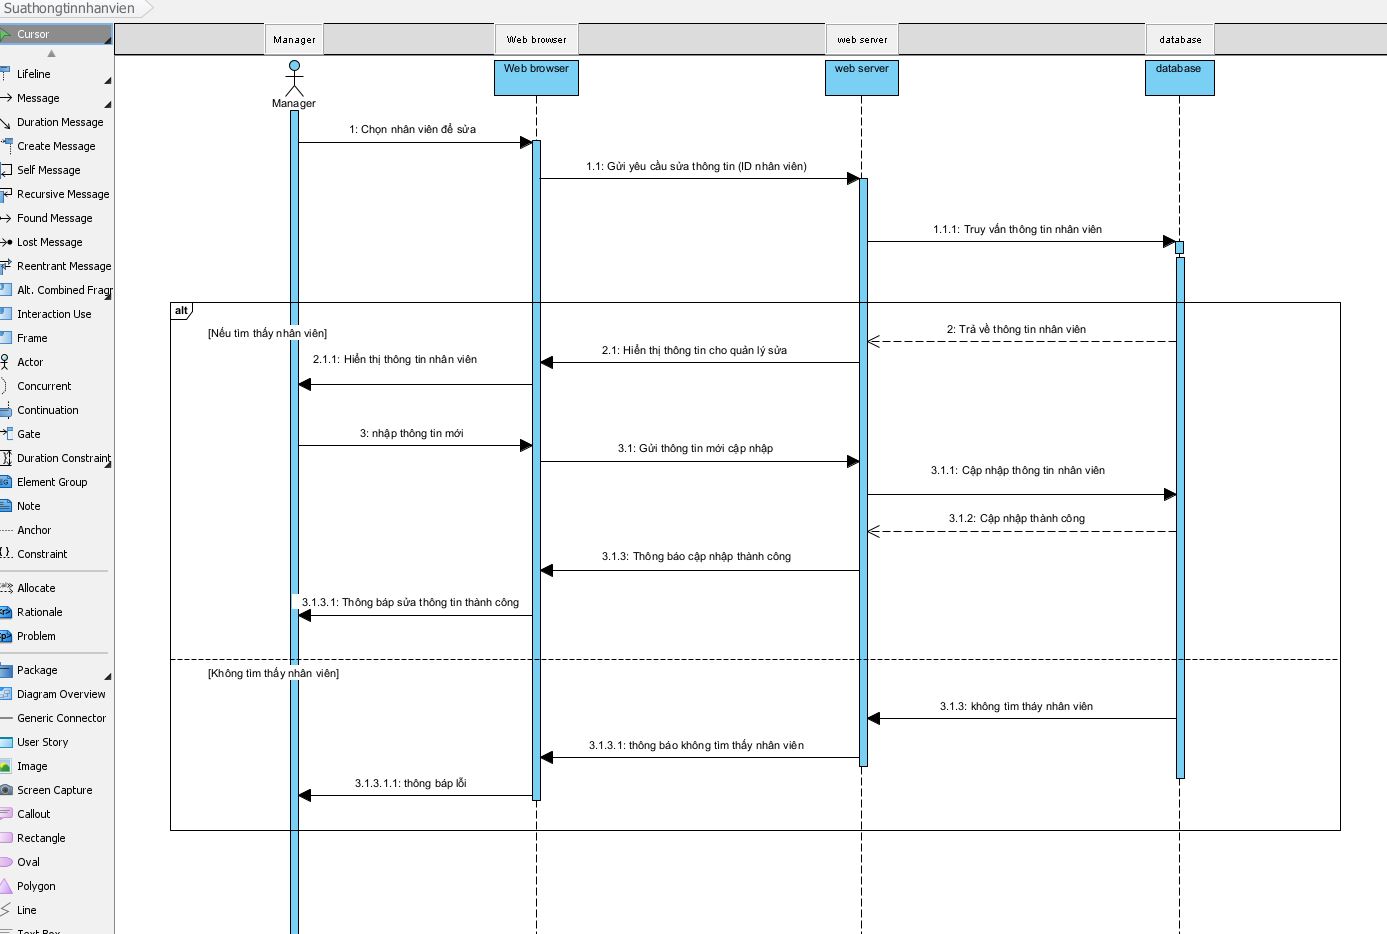 Suathongtinnhanvien
Cursor
Lifeline
Message
Duration Message
Create Message
Self Message
Recursive Message
Found Message
Lost Message
Reentrant Message
Alt. Combined Fragr
Interaction Use
Frame
Actor
Concurrent
Continuation
Gate
Duration Constraint
Element Group
Note
Anchor
Constraint
Allocate
Rationale
Problem
Package
Diagram Overview
Generic Connector
User Story
Image
Screen Capture
Callout
Rectangle
Oval
Polygon
Line
Text Box
Manager
Web browser
web server
database
Manager
Web browser
web server
database
1: Chọn nhân viên để sửa
1.1: Gửi yêu cầu sửa thông tin (ID nhân viên)
1.1.1: Truy vấn thông tin nhân viên
alt
[Nếu tìm thấy nhân viên]
2: Trả về thông tin nhân viên
2.1: Hiển thị thông tin cho quản lý sửa
2.1.1: Hiển thị thông tin nhân viên
3: nhập thông tin mới
3.1: Gửi thông tin mới cập nhập
3.1.1: Cập nhập thông tin nhân viên
3.1.2: Cập nhập thành công
3.1.3: Thông báo cập nhập thành công
3.1.3.1: Thông báp sửa thông tin thành công
[Không tìm thấy nhân viên]
3.1.3: không tìm tháy nhân viên
3.1.3.1: thông báo không tìm thấy nhân viên
3.1.3.1.1: thông báp lỗi